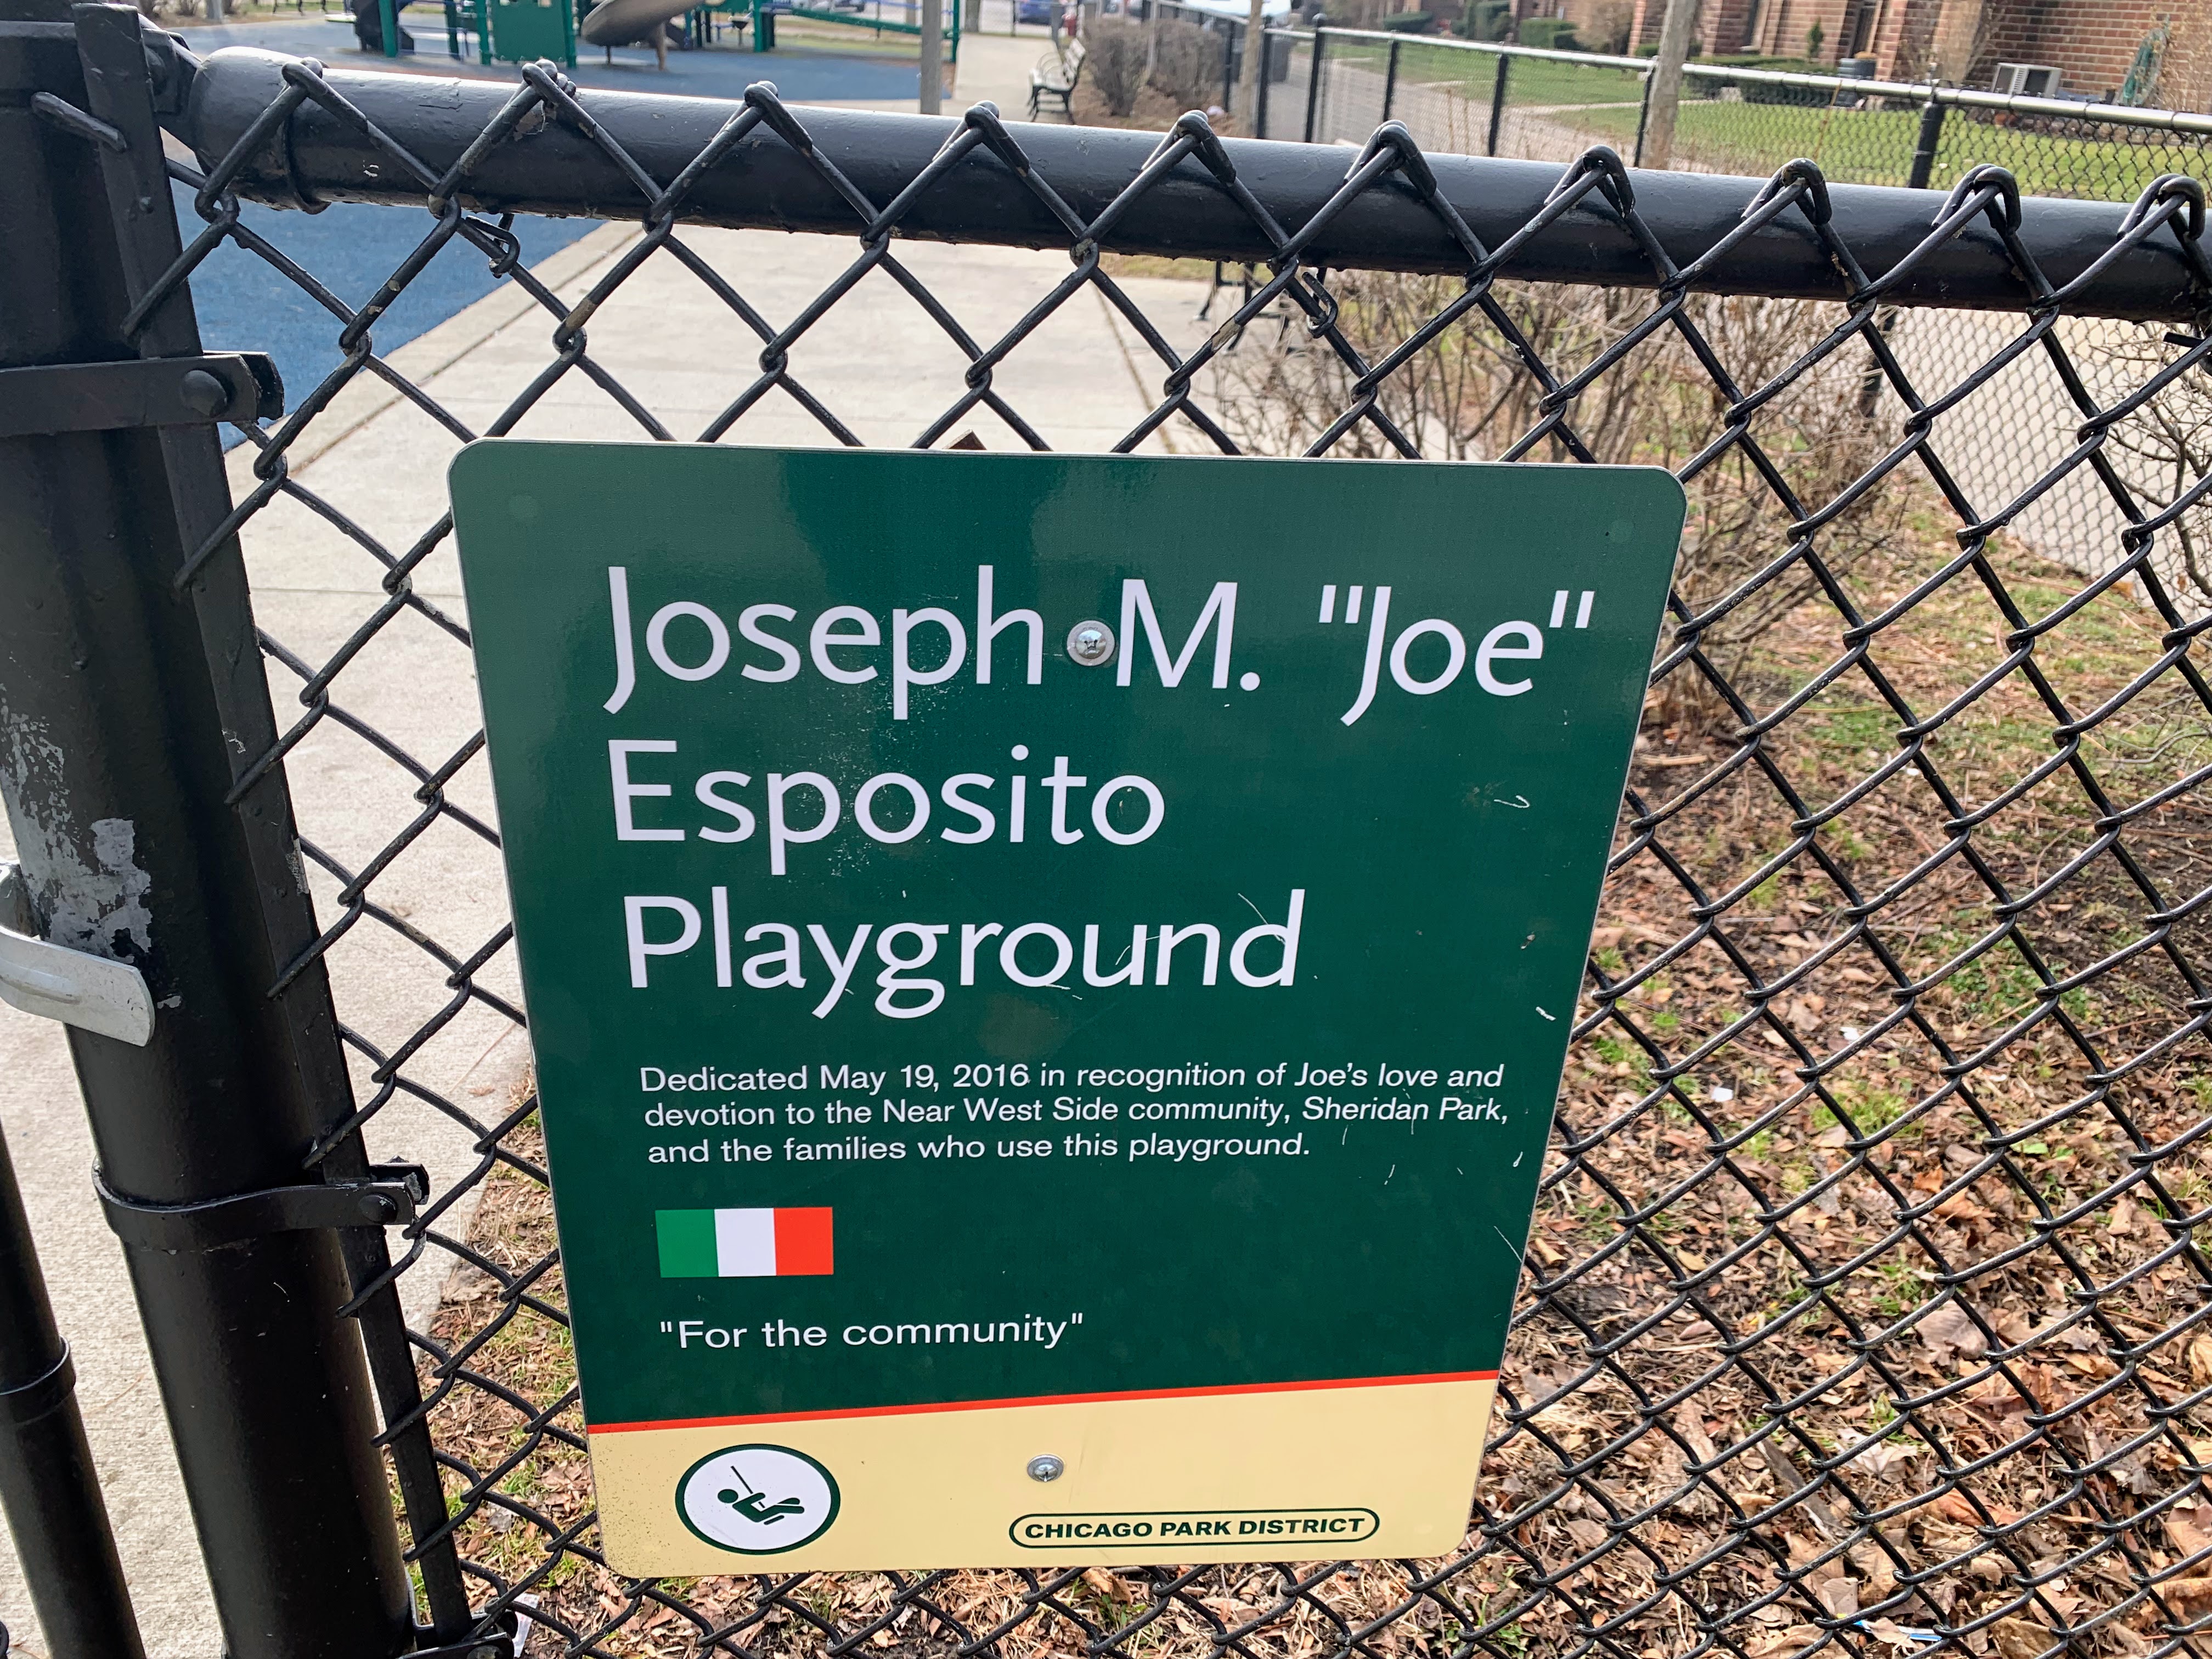 Joseph M. "Joe"
Esposito
Playground
Dedicated May 19, 2016 in recognition of Joe's love and
devotion to the Near West Side community, Sheridan Park,
and the families who use this playground.
"For the community"
CHICAGO PARK DISTRICT